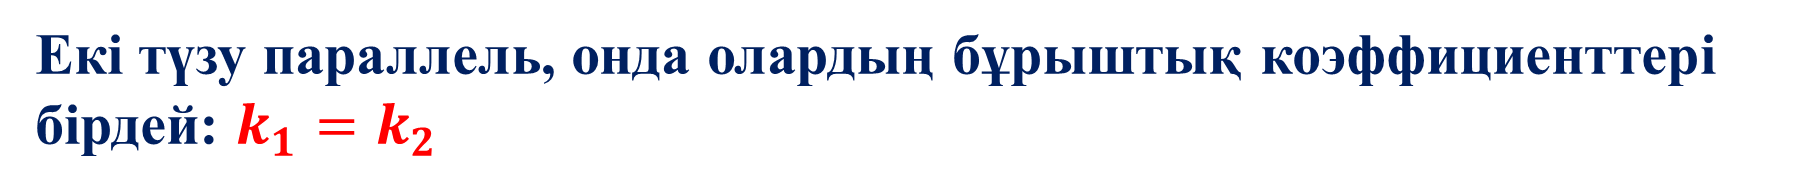 Екі түзу параллель, онда олардың бұрыштық коэффициенттері
бірдей: k₁ = k₂